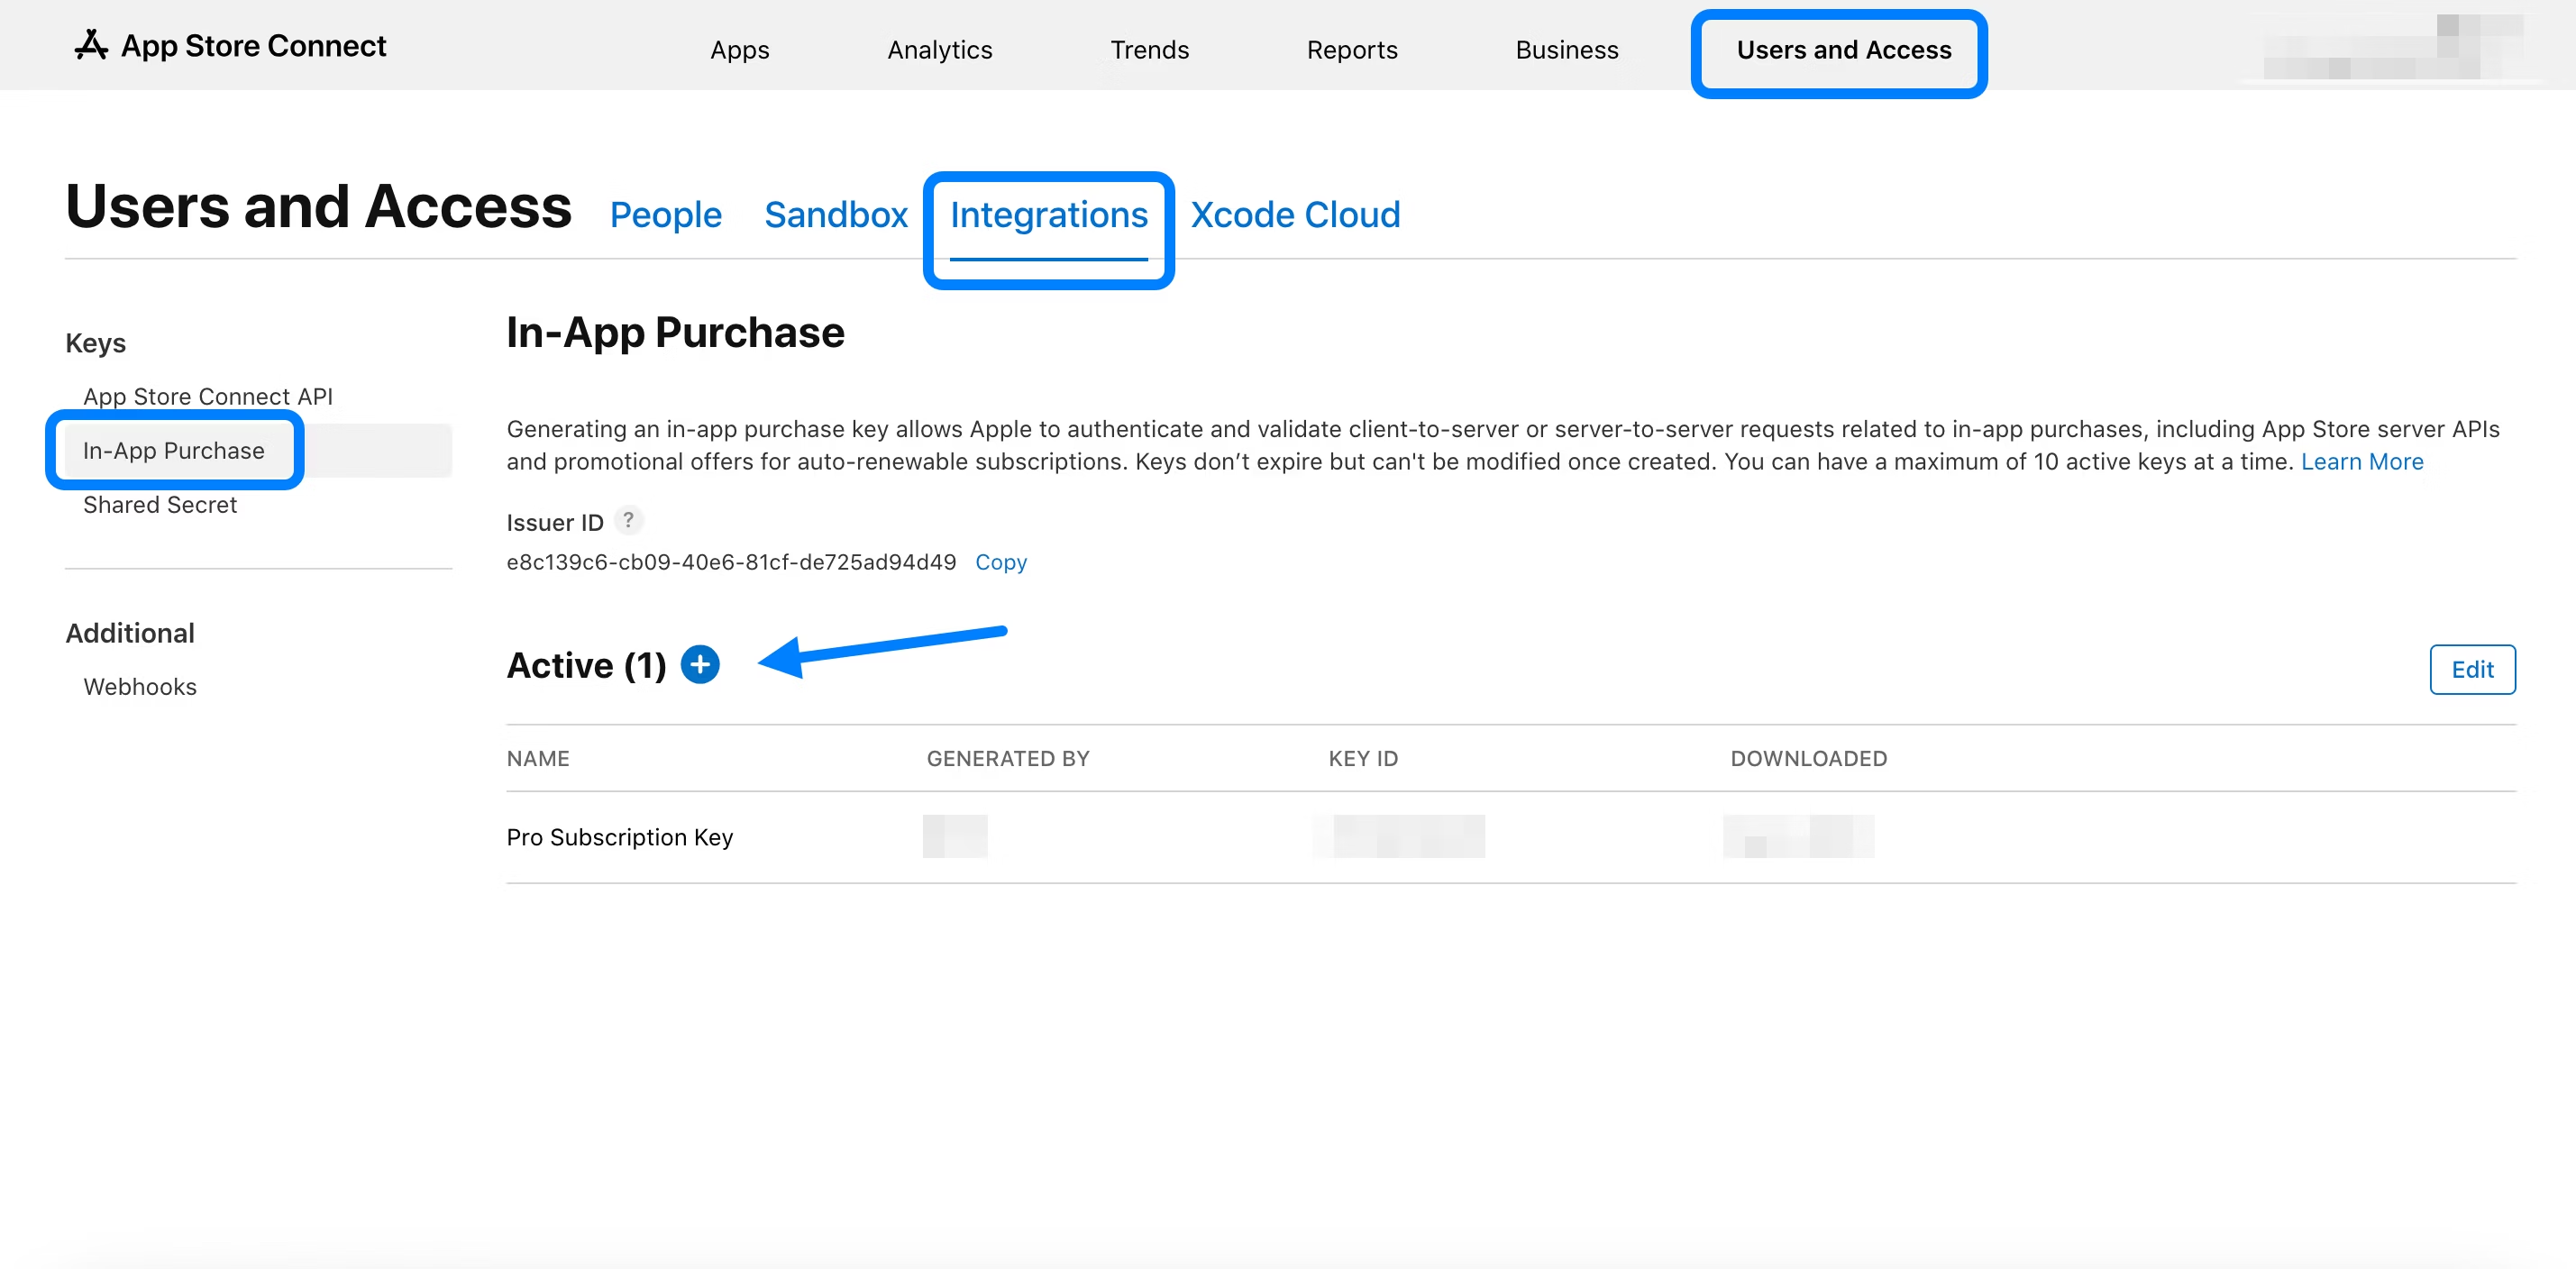 App Store Connect
Apps
Analytics
Trends
Reports
Business
Users and Access
Users and Access
People
Sandbox
Integrations
Xcode Cloud
Keys
App Store Connect API
In-App Purchase
Shared Secret
Additional
Webhooks
In-App Purchase
Generating an in-app purchase key allows Apple to authenticate and validate client-to-server or server-to-server requests related to in-app purchases, including App Store server APIs
and promotional offers for auto-renewable subscriptions. Keys don’t expire but can't be modified once created. You can have a maximum of 10 active keys at a time. Learn More
Issuer ID ?
e8c139c6-cb09-40e6-81cf-de725ad94d49 Copy
Active (1) +
Edit
NAME GENERATED BY KEY ID DOWNLOADED
Pro Subscription Key